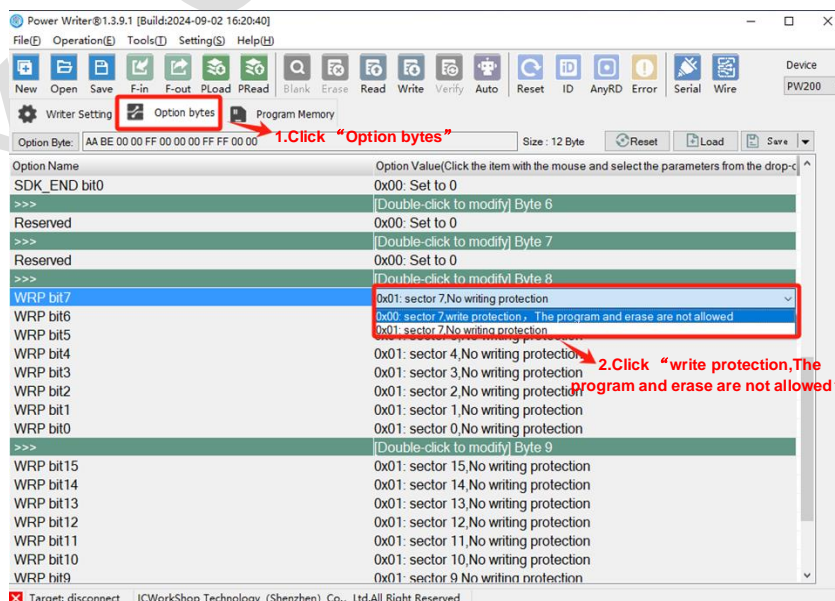 Power Writer®1.3.9.1 [Build:2024-09-02 16:20:40]
File(F) Operation(E) Tools(T) Setting(S) Help(H)
New Open Save F-in F-out PLoad PRead Blank Erase Read Write Verify Auto Reset ID AnyRD Error Serial Wire
Device
PW200
Writer Setting Option bytes Program Memory
1.Click “Option bytes”
Option Byte: AA BE 00 00 FF 00 00 00 FF FF 00 00 Size : 12 Byte Reset Load Save
Option Name Option Value(Click the item with the mouse and select the parameters from the drop-c
SDK_END bit0 0x00: Set to 0
>>> [Double-click to modify] Byte 6
Reserved 0x00: Set to 0
>>> [Double-click to modify] Byte 7
Reserved 0x00: Set to 0
>>> [Double-click to modify] Byte 8
WRP bit7 0x01: sector 7,No writing protection
WRP bit6 0x00: sector 7,write protection，The program and erase are not allowed
0x01: sector 7,No writing protection
WRP bit5
WRP bit4 0x01: sector 4,No writing protection
2.Click “write protection,The
WRP bit3 0x01: sector 3,No writing protection
program and erase are not allowed
WRP bit2 0x01: sector 2,No writing protection
WRP bit1 0x01: sector 1,No writing protection
WRP bit0 0x01: sector 0,No writing protection
>>> [Double-click to modify] Byte 9
WRP bit15 0x01: sector 15,No writing protection
WRP bit14 0x01: sector 14,No writing protection
WRP bit13 0x01: sector 13,No writing protection
WRP bit12 0x01: sector 12,No writing protection
WRP bit11 0x01: sector 11,No writing protection
WRP bit10 0x01: sector 10,No writing protection
WRP bit9 0x01: sector 9,No writing protection
Target: disconnect ICWorkShop Technology (Shenzhen) Co., Ltd.All Right Reserved